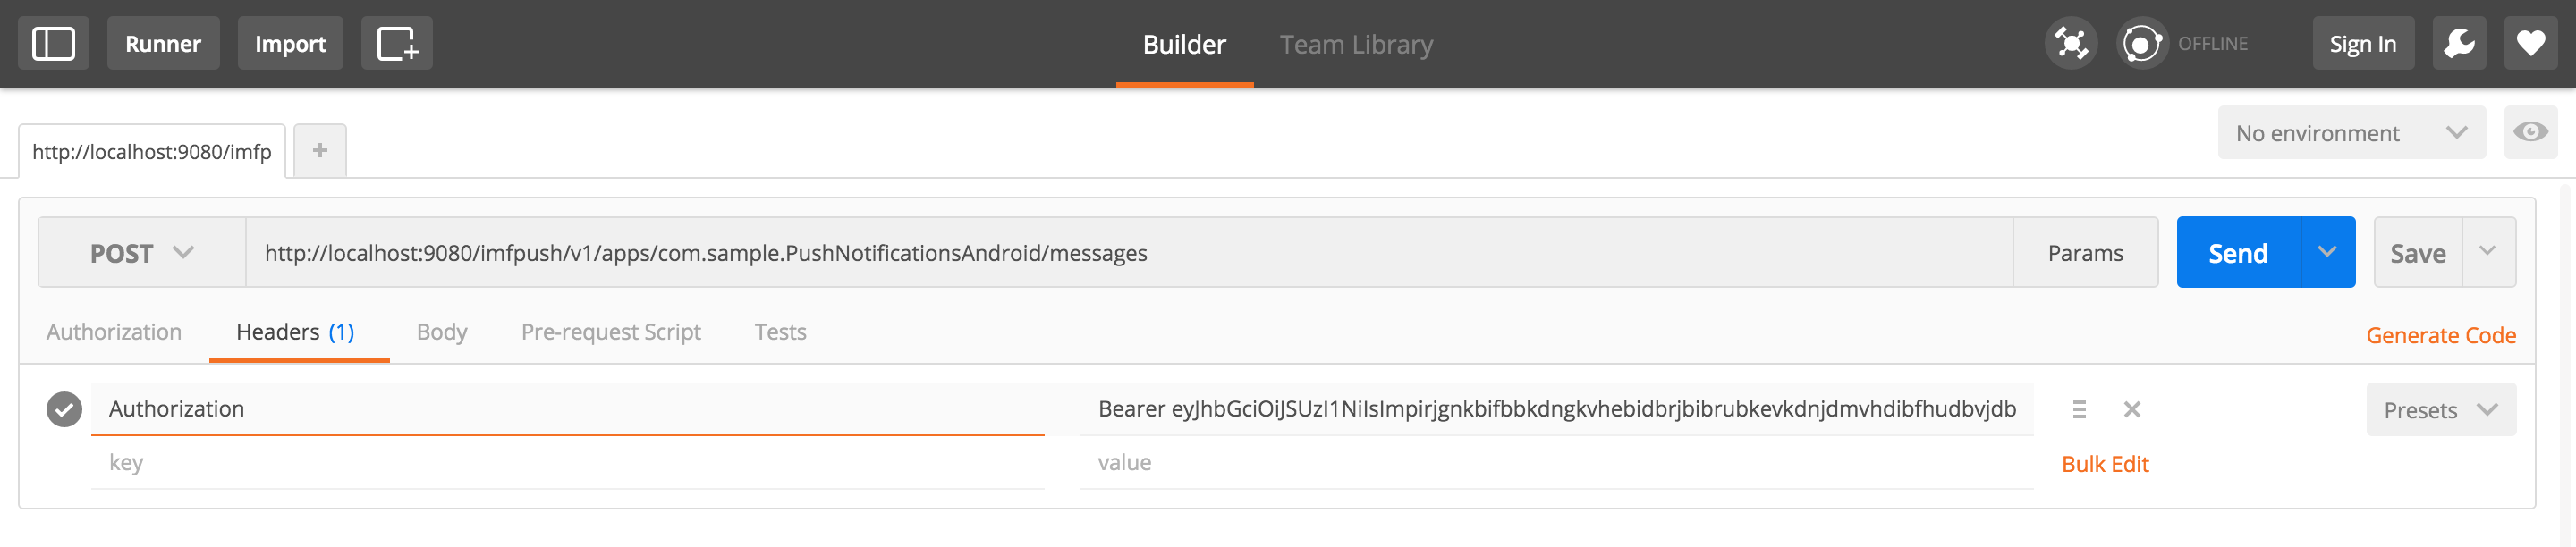 Runner Import Builder Team Library OFFLINE Sign In
http://localhost:9080/imfp + No environment
POST http://localhost:9080/imfpush/v1/apps/com.sample.PushNotificationsAndroid/messages Params Send Save
Authorization Headers (1) Body Pre-request Script Tests Generate Code
Authorization Bearer eyJhbGciOiJSUzI1NiIsImpirjgnkbifbbkdngkvhebidbrjbibrubkevkdnjdmvhdibfhudbvjdb Presets
key value Bulk Edit